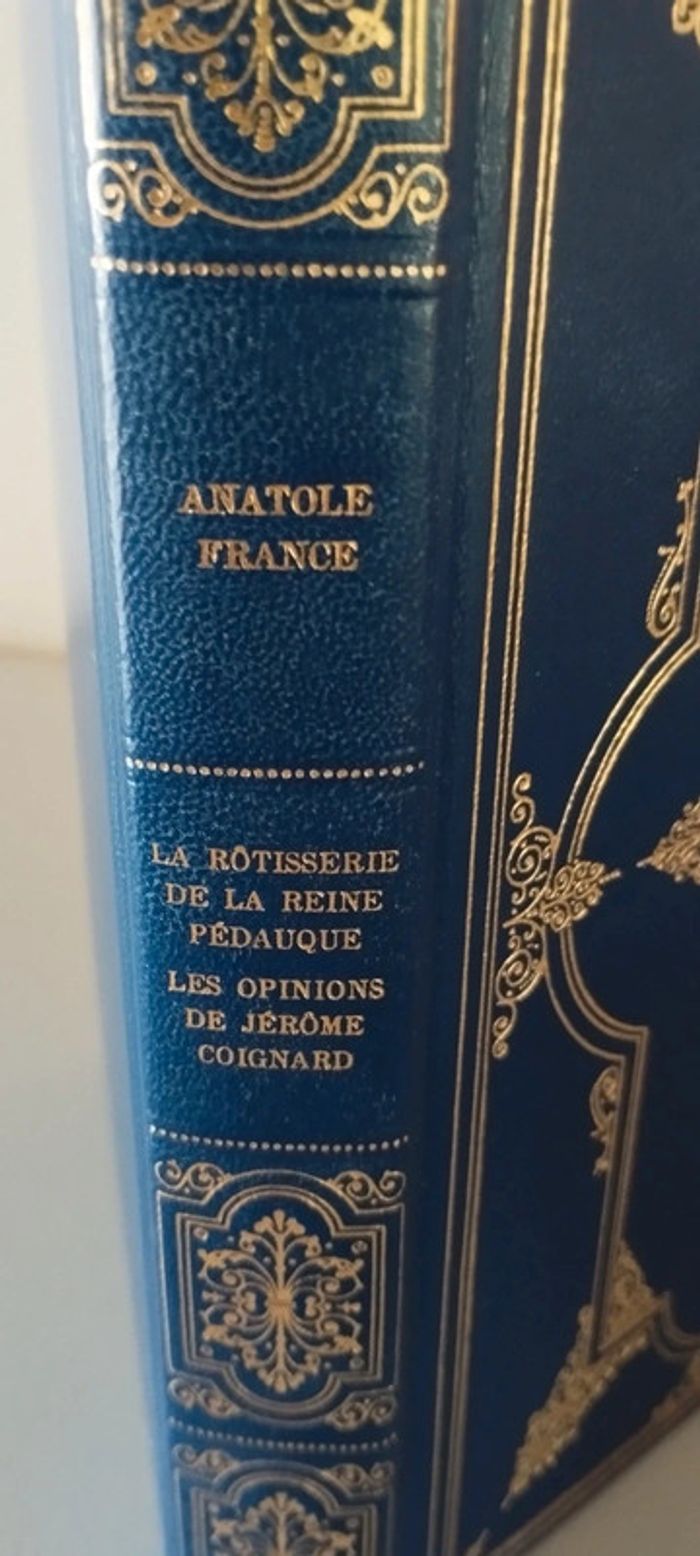 ANATOLE
FRANCE
LA RÔTISSERIE
DE LA REINE
PÉDAUQUE
LES OPINIONS
DE JÉRÔME
COIGNARD